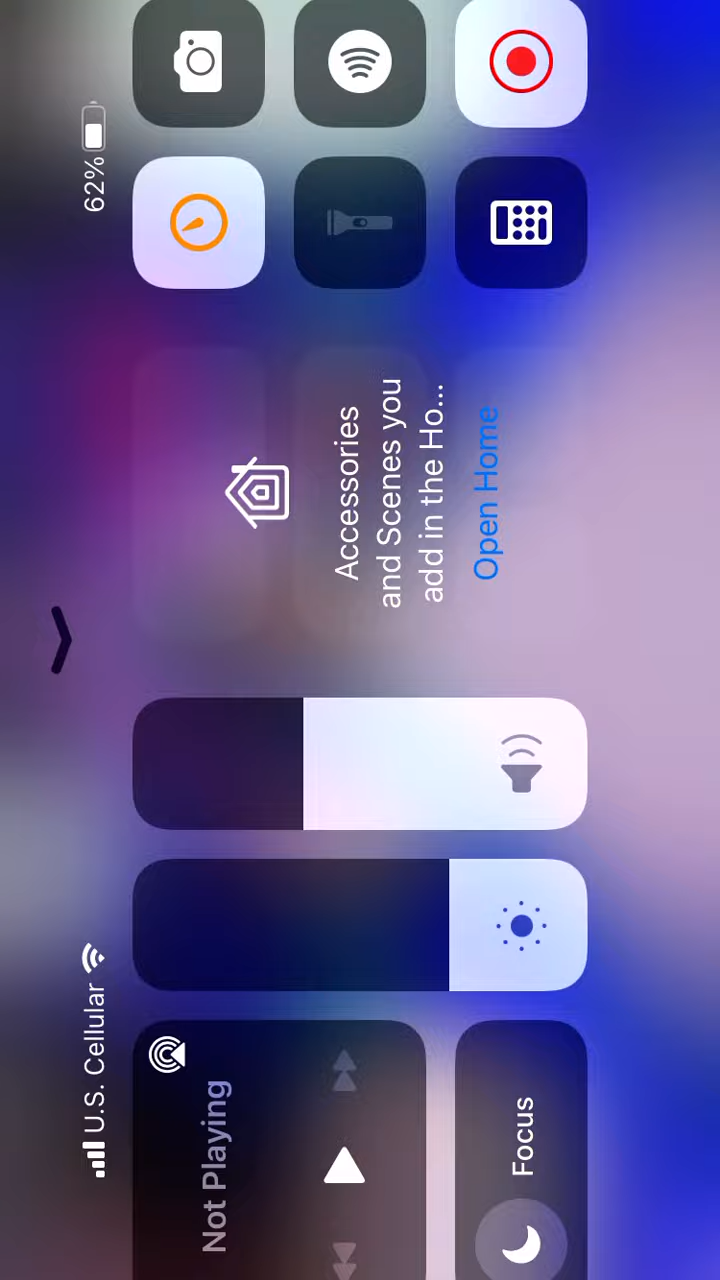 U.S. Cellular
62%
Not Playing
Focus
Accessories
and Scenes you
add in the Ho...
Open Home